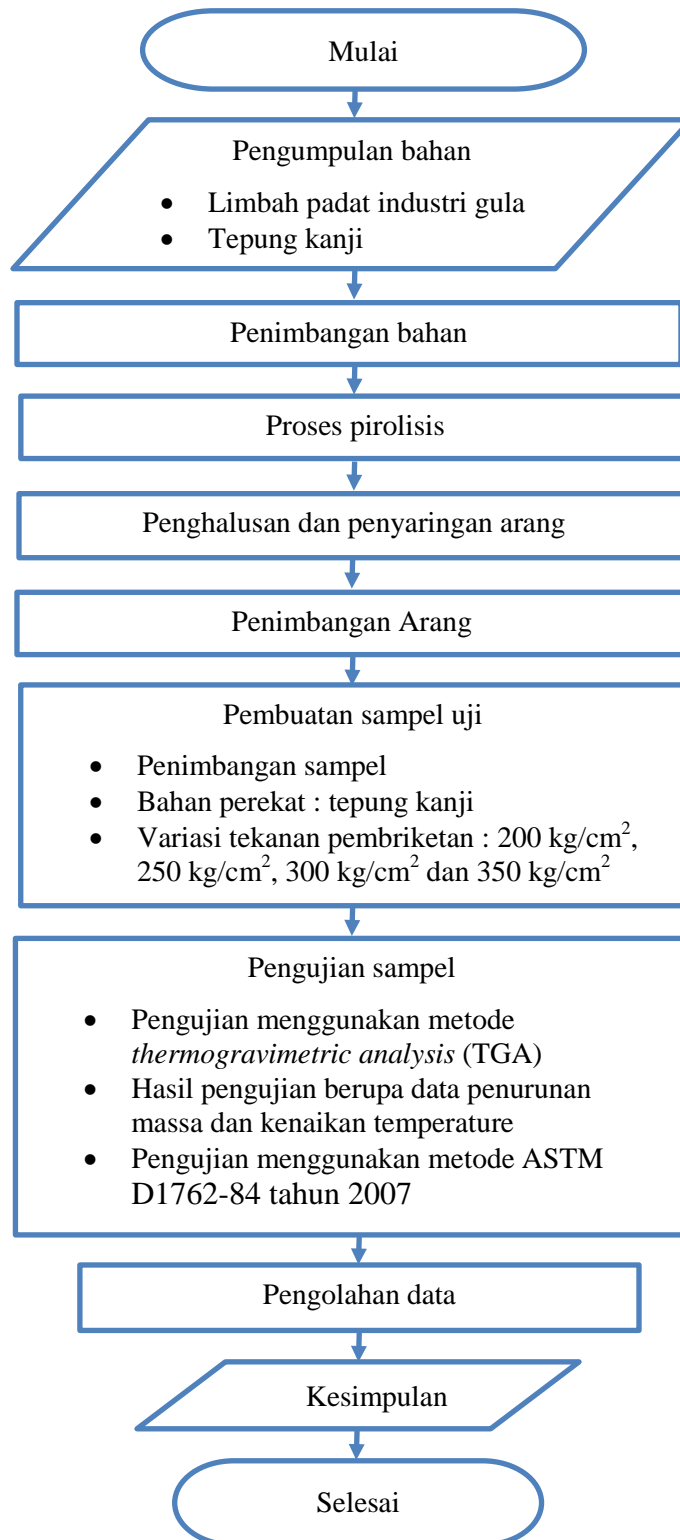 Mulai
Pengumpulan bahan
• Limbah padat industri gula
• Tepung kanji
Penimbangan bahan
Proses pirolisis
Penghalusan dan penyaringan arang
Penimbangan Arang
Pembuatan sampel uji
• Penimbangan sampel
• Bahan perekat : tepung kanji
• Variasi tekanan pembriketan : 200 kg/cm²,
250 kg/cm², 300 kg/cm² dan 350 kg/cm²
Pengujian sampel
• Pengujian menggunakan metode
thermogravimetric analysis (TGA)
• Hasil pengujian berupa data penurunan
massa dan kenaikan temperature
• Pengujian menggunakan metode ASTM
D1762-84 tahun 2007
Pengolahan data
Kesimpulan
Selesai